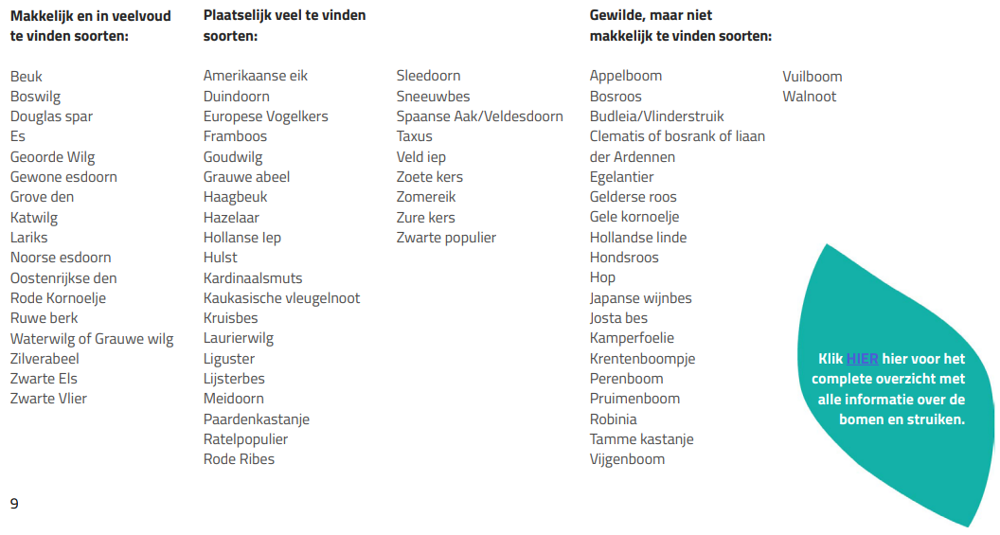 Makkelijk en in veelvoud
te vinden soorten:
Beuk
Boswilg
Douglas spar
Es
Geoorde Wilg
Gewone esdoorn
Grove den
Katwilg
Lariks
Noorse esdoorn
Oostenrijkse den
Rode Kornoelje
Ruwe berk
Waterwilg of Grauwe wilg
Zilverabeel
Zwarte Els
Zwarte Vlier
Plaatselijk veel te vinden
soorten:
Amerikaanse eik
Duindoorn
Europese Vogelkers
Framboos
Goudwilg
Grauwe abeel
Haagbeuk
Hazelaar
Hollanse Iep
Hulst
Kardinaalsmuts
Kaukasische vleugelnoot
Kruisbes
Laurierwilg
Liguster
Lijsterbes
Meidoorn
Paardenkastanje
Ratelpopulier
Rode Ribes
Sleedoorn
Sneeuwbes
Spaanse Aak/Veldesdoorn
Taxus
Veld iep
Zoete kers
Zomereik
Zure kers
Zwarte populier
Gewilde, maar niet
makkelijk te vinden soorten:
Appelboom
Bosroos
Budleia/Vlinderstruik
Clematis of bosrank of liaan
der Ardennen
Egelantier
Gelderse roos
Gele kornoelje
Hollandse linde
Hondsroos
Hop
Japanse wijnbes
Josta bes
Kamperfoelie
Krentenboompje
Perenboom
Pruimenboom
Robinia
Tamme kastanje
Vijgenboom
Vuilboom
Walnoot
Klik HIER hier voor het
complete overzicht met
alle informatie over de
bomen en struiken.
9